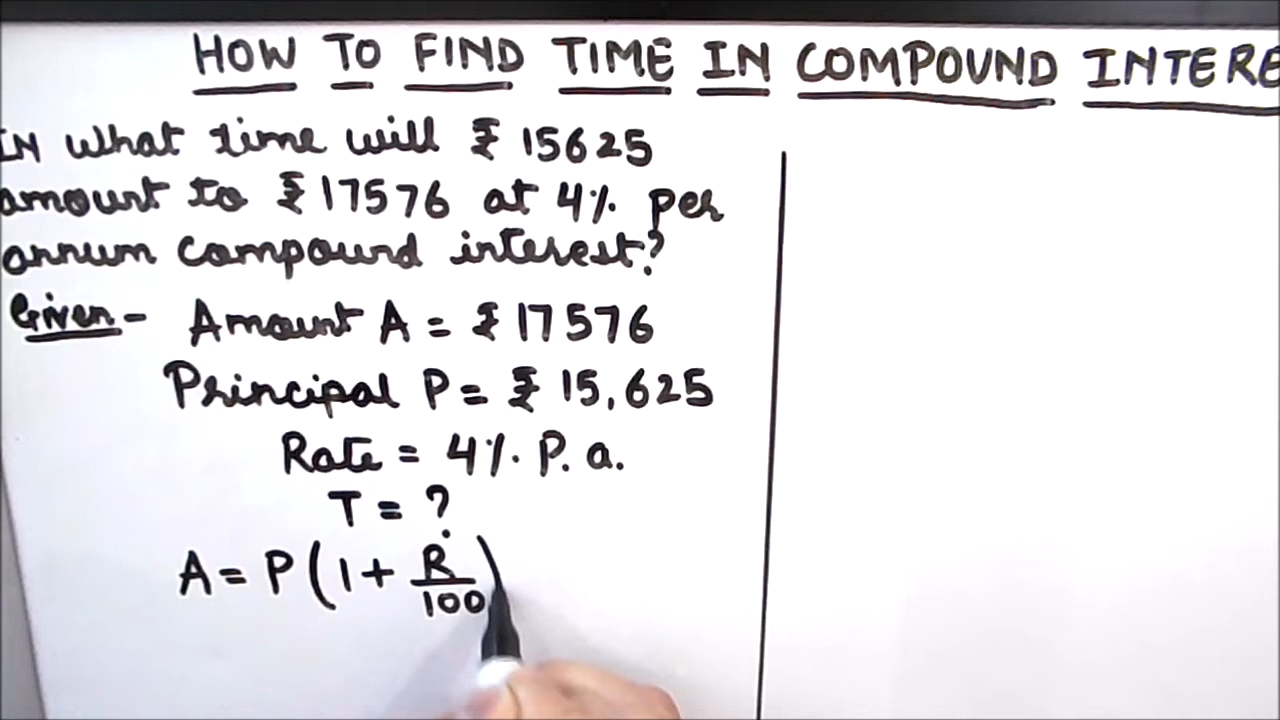 HOW TO FIND TIME IN COMPOUND INTERE
IN what time will ₹ 15625
amount to ₹ 17576 at 4% per
annum compound interest?
Given - Amount A = ₹ 17576
Principal P = ₹ 15,625
Rate = 4%. P. a.
T = ?
A = P ( 1 + R/100 )